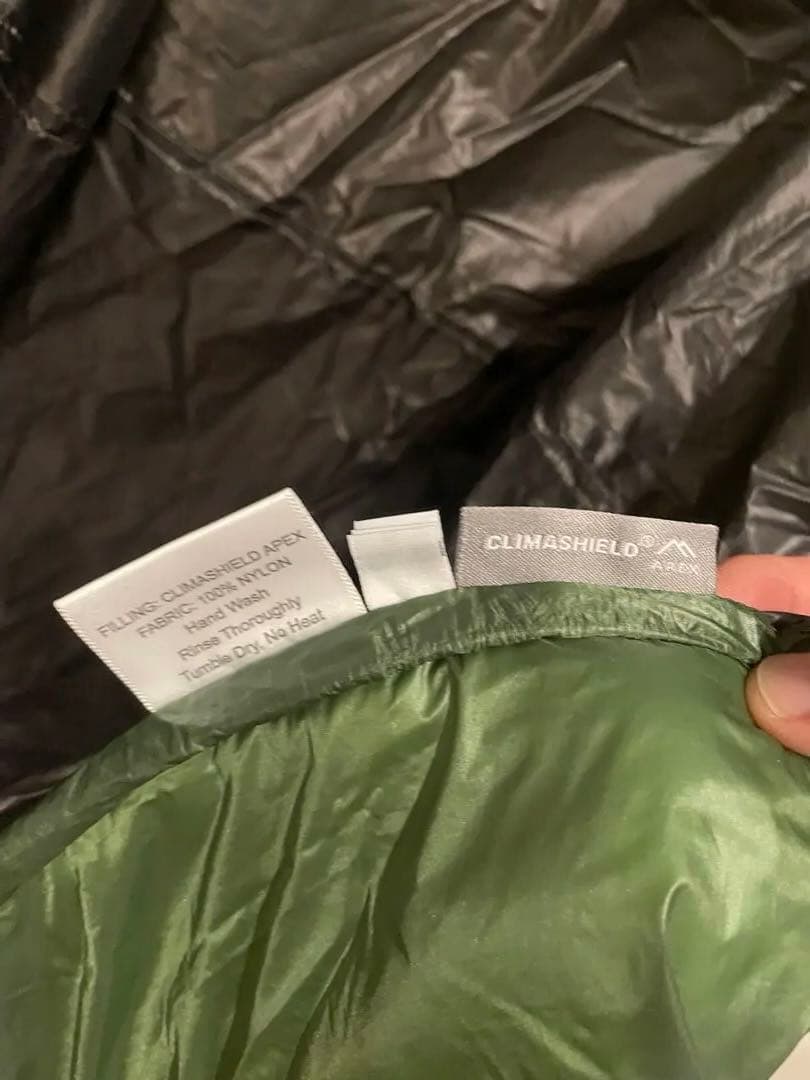 FILLING: CLIMASHIELD APEX
FABRIC: 100% NYLON
Hand Wash
Rinse Thoroughly
Tumble Dry, No Heat
CLIMASHIELD®
APEX